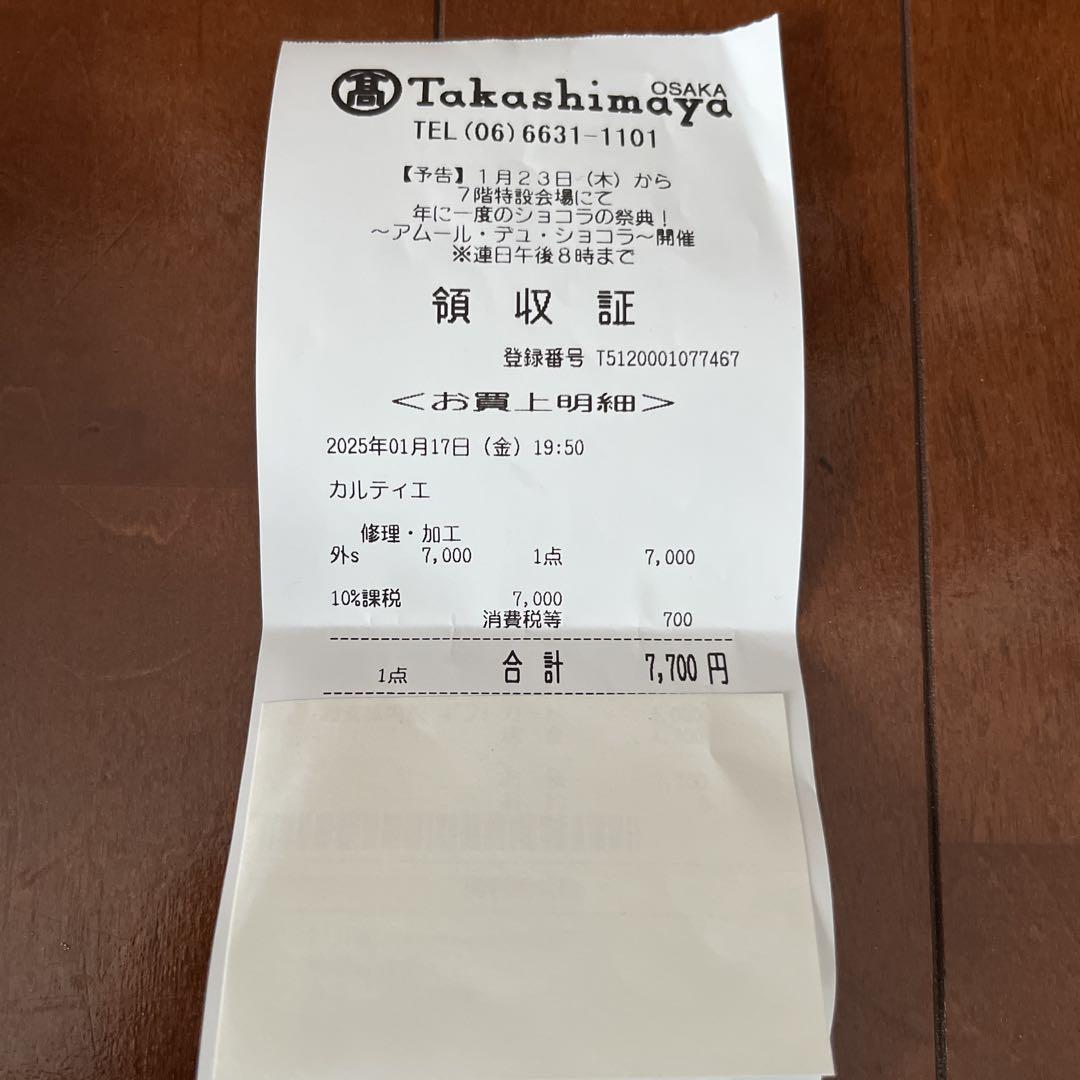 髙 Takashimaya OSAKA
TEL(06)6631-1101
【予告】1月23日(木)から
7階特設会場にて
年に一度のショコラの祭典!
~アムール・デュ・ショコラ~開催
※連日午後8時まで
領 収 証
登録番号 T5120001077467
<お買上明細>
2025年01月17日(金)19:50
カルティエ
修理・加工
外s 7,000 1点 7,000
10%課税 7,000
消費税等 700
1点 合 計 7,700 円